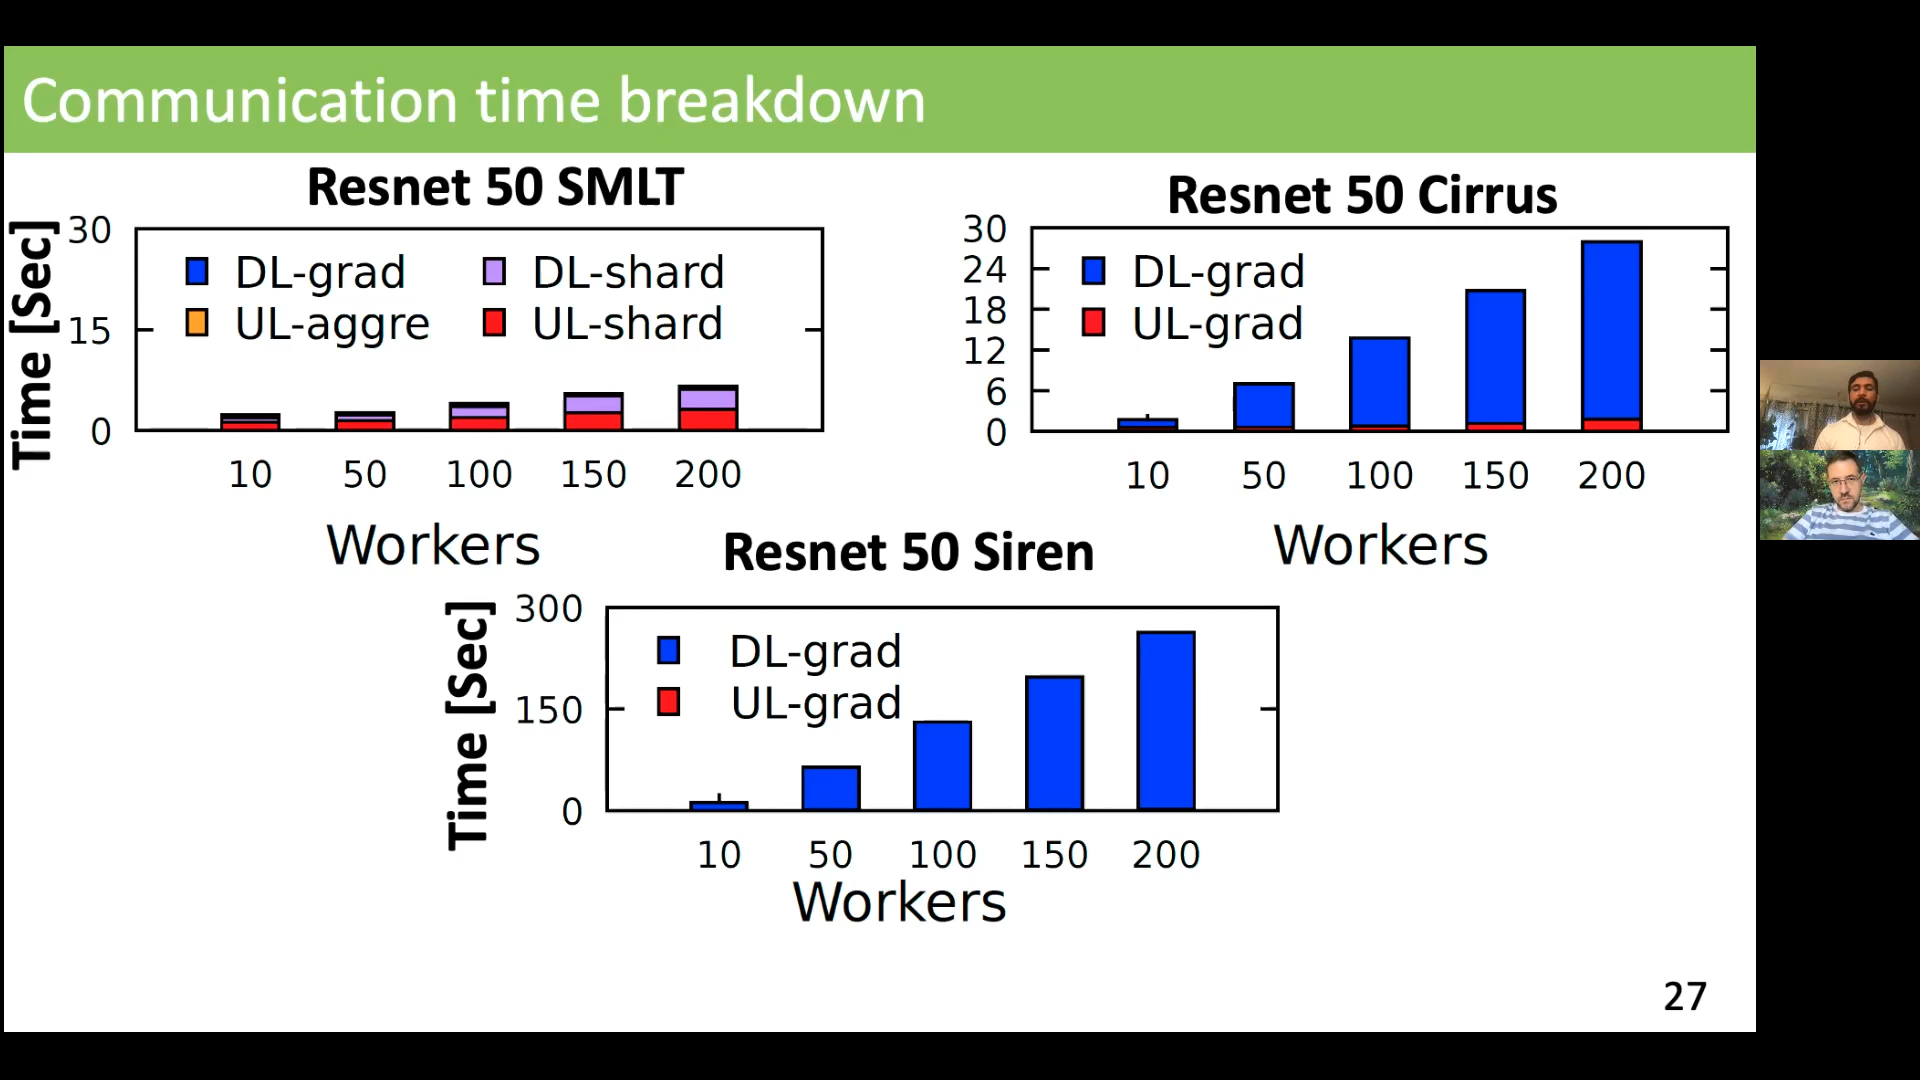 Communication time breakdown
Resnet 50 SMLT
Time [Sec]
30
15
0
DL-grad
DL-shard
UL-aggre
UL-shard
10 50 100 150 200
Workers
Resnet 50 Cirrus
30
24
18
12
6
0
DL-grad
UL-grad
10 50 100 150 200
Workers
Resnet 50 Siren
Time [Sec]
300
150
0
DL-grad
UL-grad
10 50 100 150 200
Workers
27